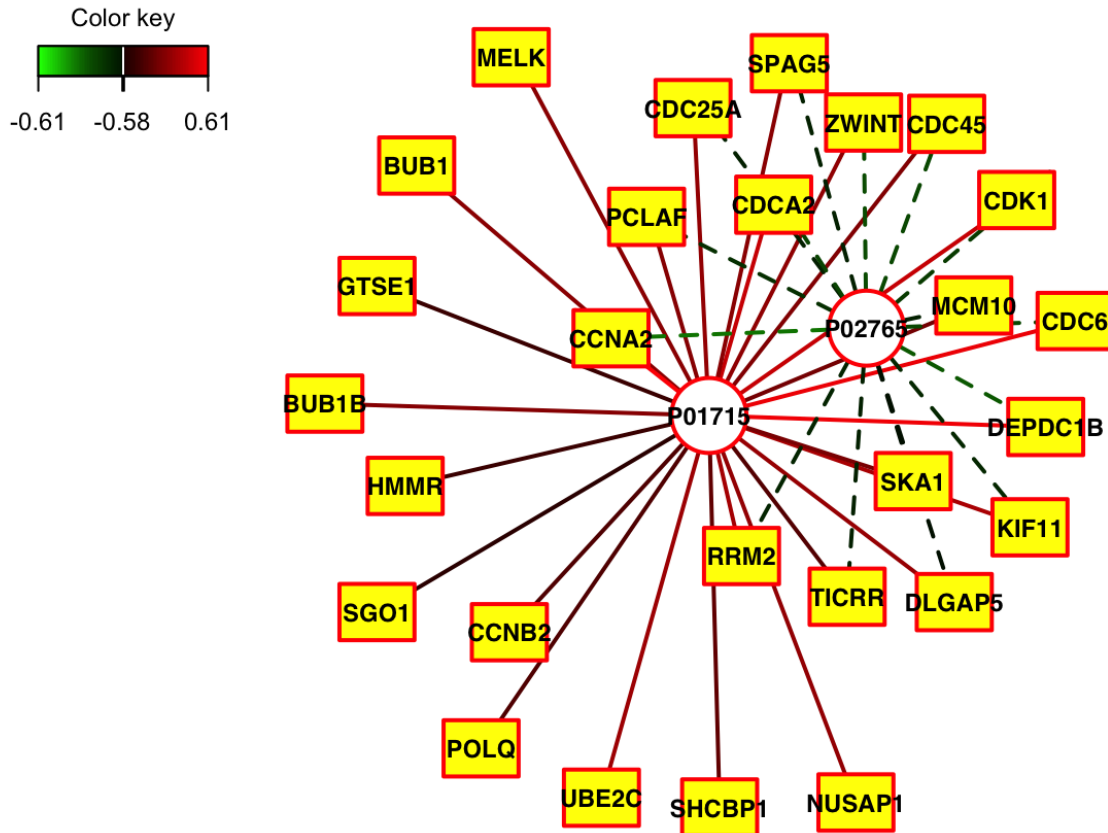 Color key
-0.61 -0.58 0.61
MELK
SPAG5
CDC25A
ZWINT
CDC45
BUB1
CDK1
PCLAF
CDCA2
GTSE1
MCM10
CDC6
P02765
CCNA2
BUB1B
P01715
DEPDC1B
HMMR
SKA1
KIF11
RRM2
SGO1
CCNB2
TICRR
DLGAP5
POLQ
UBE2C
SHCBP1
NUSAP1